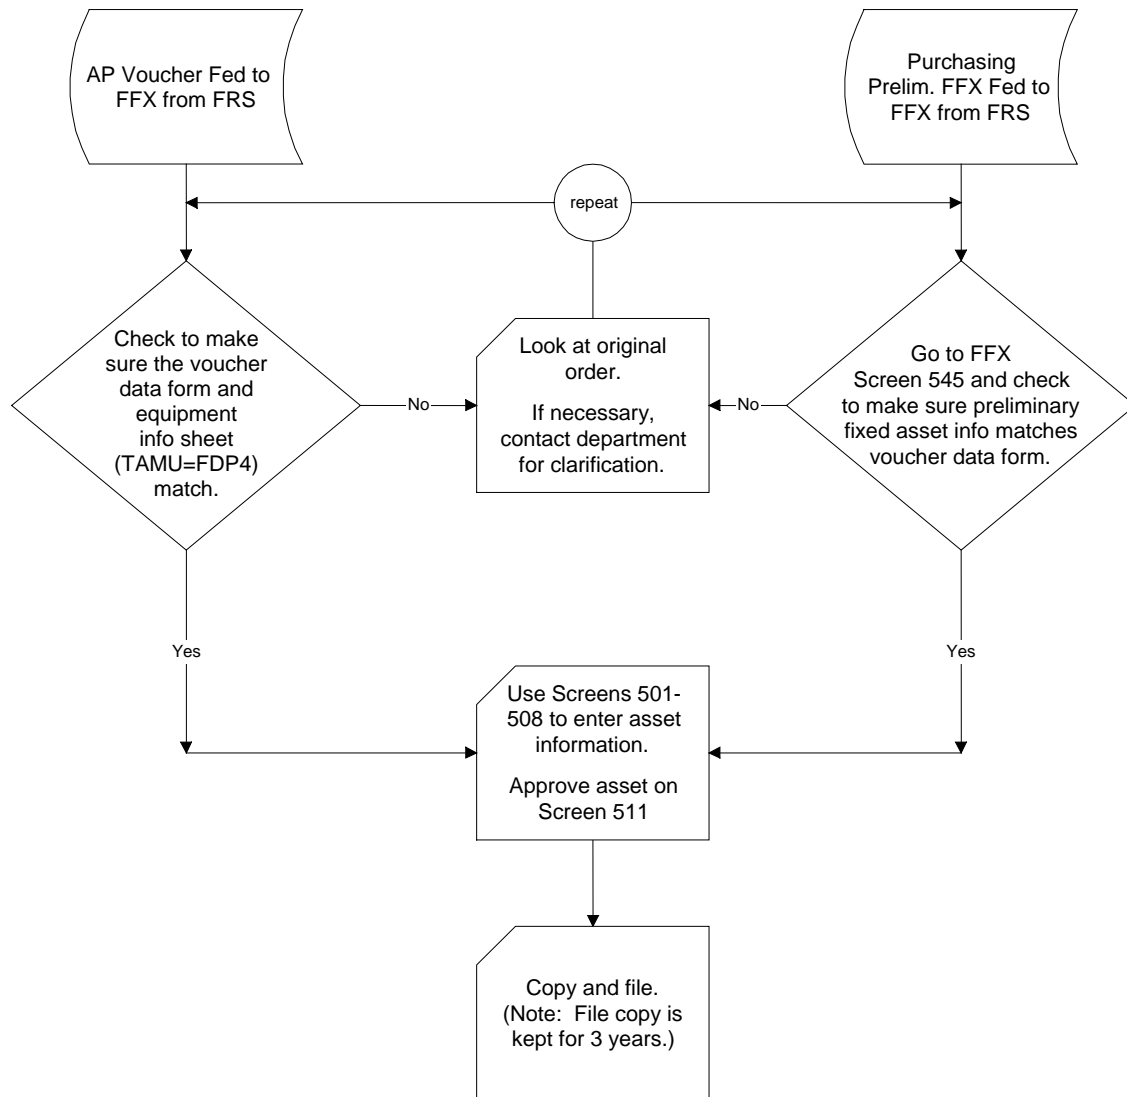 AP Voucher Fed to
FFX from FRS
Purchasing
Prelim. FFX Fed to
FFX from FRS
repeat
Check to make
sure the voucher
data form and
equipment
info sheet
(TAMU=FDP4)
match.
No
Look at original
order.
If necessary,
contact department
for clarification.
No
Go to FFX
Screen 545 and check
to make sure preliminary
fixed asset info matches
voucher data form.
Yes
Yes
Use Screens 501-
508 to enter asset
information.
Approve asset on
Screen 511
Copy and file.
(Note:  File copy is
kept for 3 years.)